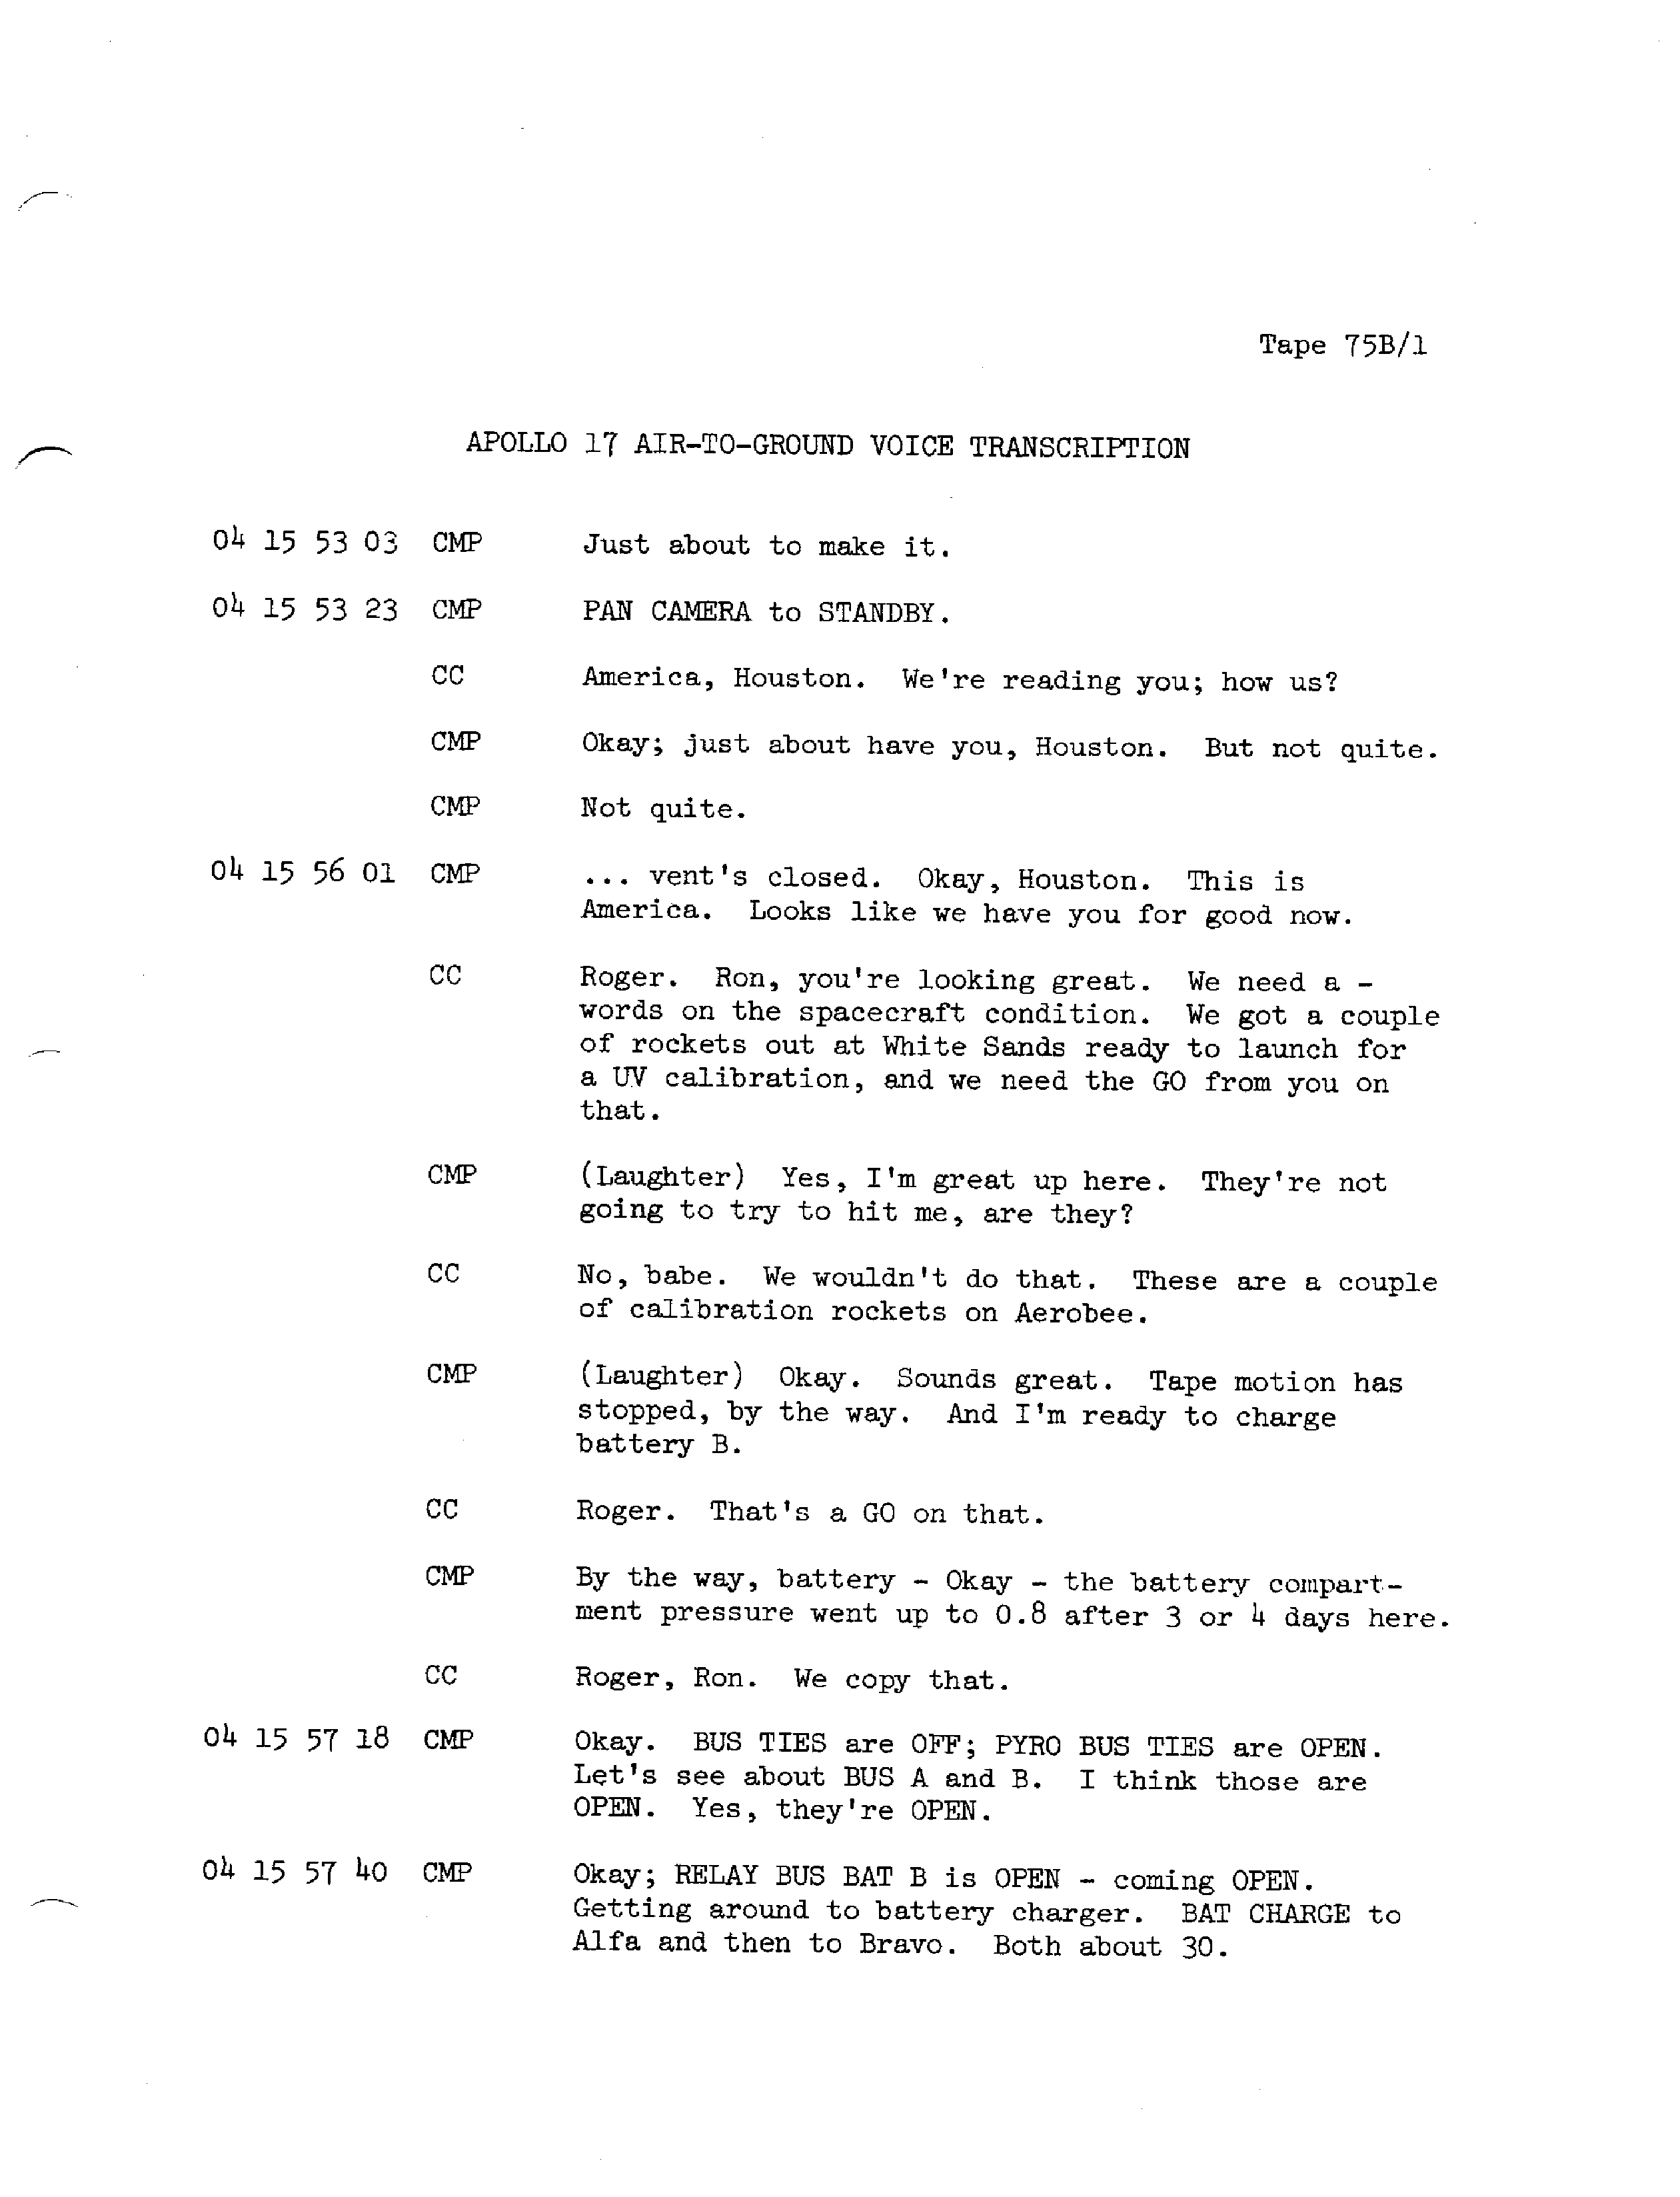 Tape 75B/1
APOLLO 17 AIR-TO-GROUND VOICE TRANSCRIPTION
04 15 53 03 CMP Just about to make it.
04 15 53 23 CMP PAN CAMERA to STANDBY.
CC America, Houston. We're reading you; how us?
CMP Okay; just about have you, Houston. But not quite.
CMP Not quite.
04 15 56 01 CMP ... vent's closed. Okay, Houston. This is
America. Looks like we have you for good now.
CC Roger. Ron, you're looking great. We need a -
words on the spacecraft condition. We got a couple
of rockets out at White Sands ready to launch for
a UV calibration, and we need the GO from you on
that.
CMP (Laughter) Yes, I'm great up here. They're not
going to try to hit me, are they?
CC No, babe. We wouldn't do that. These are a couple
of calibration rockets on Aerobee.
CMP (Laughter) Okay. Sounds great. Tape motion has
stopped, by the way. And I'm ready to charge
battery B.
CC Roger. That's a GO on that.
CMP By the way, battery - Okay - the battery compart-
ment pressure went up to 0.8 after 3 or 4 days here.
CC Roger, Ron. We copy that.
04 15 57 18 CMP Okay. BUS TIES are OFF; PYRO BUS TIES are OPEN.
Let's see about BUS A and B. I think those are
OPEN. Yes, they're OPEN.
04 15 57 40 CMP Okay; RELAY BUS BAT B is OPEN - coming OPEN.
Getting around to battery charger. BAT CHARGE to
Alfa and then to Bravo. Both about 30.